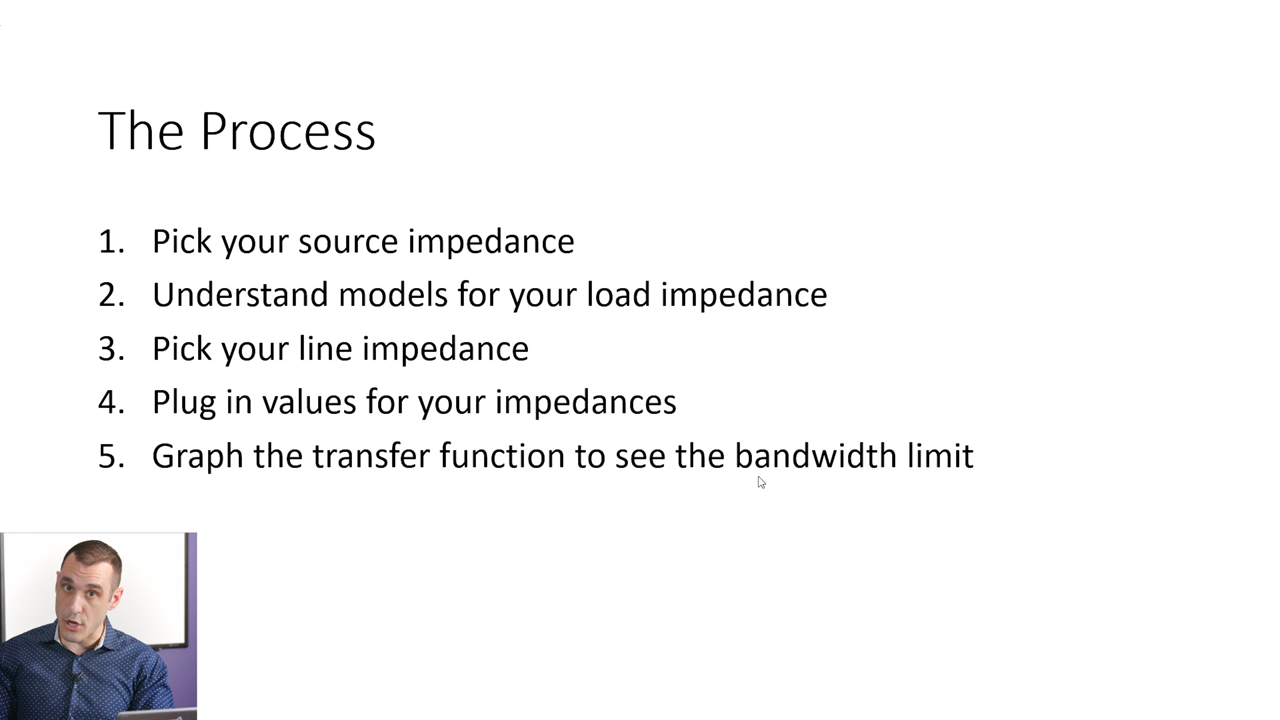 The Process
1. Pick your source impedance
2. Understand models for your load impedance
3. Pick your line impedance
4. Plug in values for your impedances
5. Graph the transfer function to see the bandwidth limit